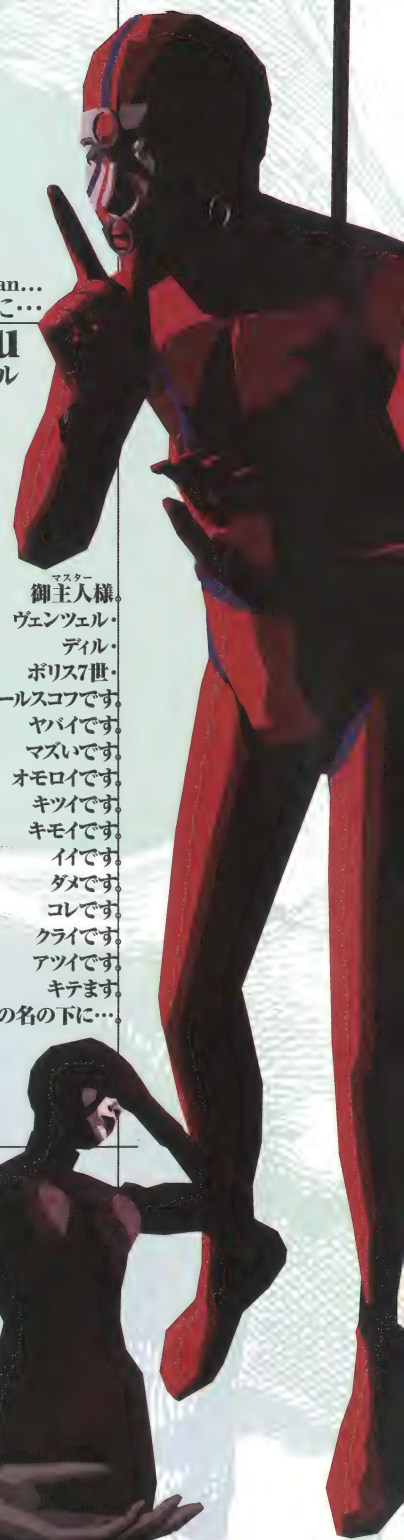 an…
に…
u
ル
マスター
御主人様。
ヴェンツェル・
ディル・
ボリス7世・
ールスコフです。
ヤバイです。
マズいです。
オモロイです。
キツイです。
キモイです。
イイです。
ダメです。
コレです。
クライです。
アツイです。
キテます。
の名の下に…。